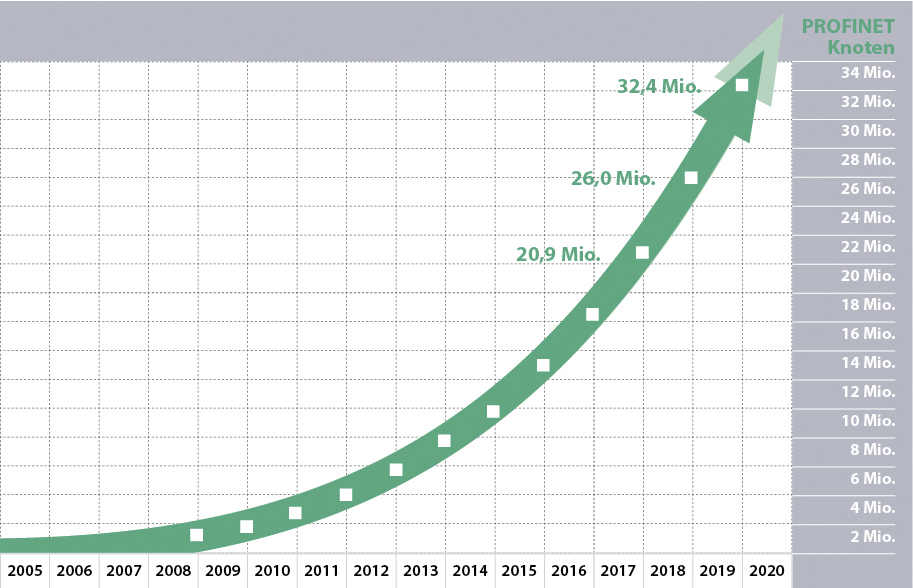 PROFINET
Knoten
34 Mio.
32,4 Mio.
32 Mio.
30 Mio.
28 Mio.
26,0 Mio.
26 Mio.
24 Mio.
22 Mio.
20,9 Mio.
20 Mio.
18 Mio.
16 Mio.
14 Mio.
12 Mio.
10 Mio.
8 Mio.
6 Mio.
4 Mio.
2 Mio.
2005 2006 2007 2008 2009 2010 2011 2012 2013 2014 2015 2016 2017 2018 2019 2020